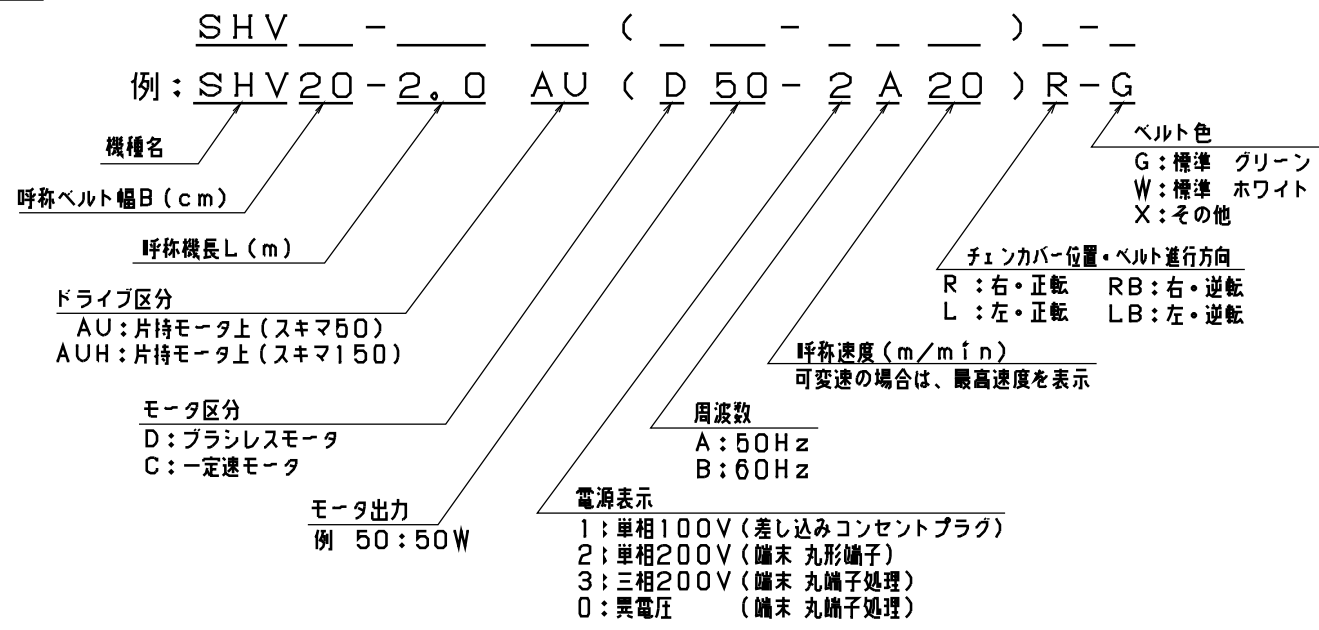 SHV__-____ __(_ __-_ _ __)_-_
例:SHV20-2.0 AU(D 50-2 A 20)R-G
機種名
呼称ベルト幅B(cm)
呼称機長L(m)
ドライブ区分
AU:片持モータ上(スキマ50)
AUH:片持モータ上(スキマ150)
モータ区分
D:ブラシレスモータ
C:一定速モータ
モータ出力
例 50:50W
電源表示
1:単相100V(差し込みコンセントプラグ)
2:単相200V(端末 丸形端子)
3:三相200V(端末 丸端子処理)
0:異電圧 (端末 丸端子処理)
周波数
A:50Hz
B:60Hz
呼称速度(m/min)
可変速の場合は、最高速度を表示
チェンカバー位置・ベルト進行方向
R :右・正転 RB:右・逆転
L :左・正転 LB:左・逆転
ベルト色
G:標準 グリーン
W:標準 ホワイト
X:その他